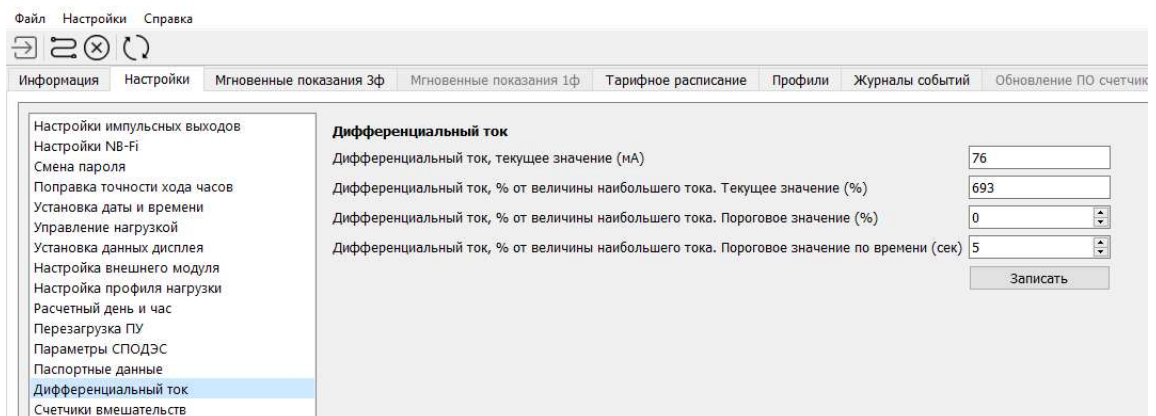 Файл Настройки Справка
Информация Настройки Мгновенные показания 3ф Мгновенные показания 1ф Тарифное расписание Профили Журналы событий Обновление ПО счетчик
Настройки импульсных выходов
Настройки NB-Fi
Смена пароля
Поправка точности хода часов
Установка даты и времени
Управление нагрузкой
Установка данных дисплея
Настройка внешнего модуля
Настройка профиля нагрузки
Расчетный день и час
Перезагрузка ПУ
Параметры СПОДЭС
Паспортные данные
Дифференциальный ток
Счетчики вмешательств
Дифференциальный ток
Дифференциальный ток, текущее значение (мА) 76
Дифференциальный ток, % от величины наибольшего тока. Текущее значение (%) 693
Дифференциальный ток, % от величины наибольшего тока. Пороговое значение (%) 0
Дифференциальный ток, % от величины наибольшего тока. Пороговое значение по времени (сек) 5
Записать